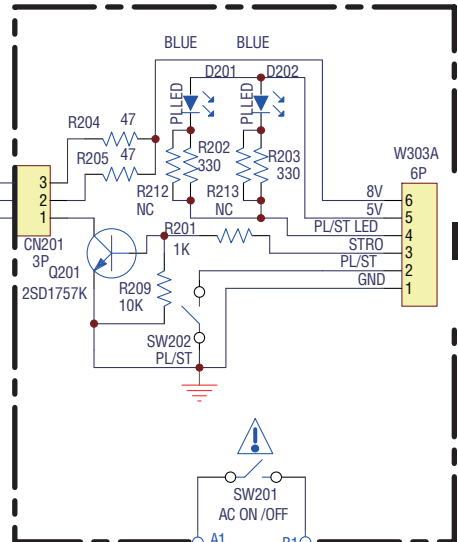 BLUE BLUE
D201 D202
PLLED PLLED
R204 47
R205 47
R202 330
R203 330
R212 NC
R213 NC
W303A
6P
8V 6
5V 5
PL/ST LED 4
STRO 3
PL/ST 2
GND 1
3
2
1
CN201
3P
R201
1K
Q201
2SD1757K
R209
10K
SW202
PL/ST
!
SW201
AC ON /OFF
A1 B1